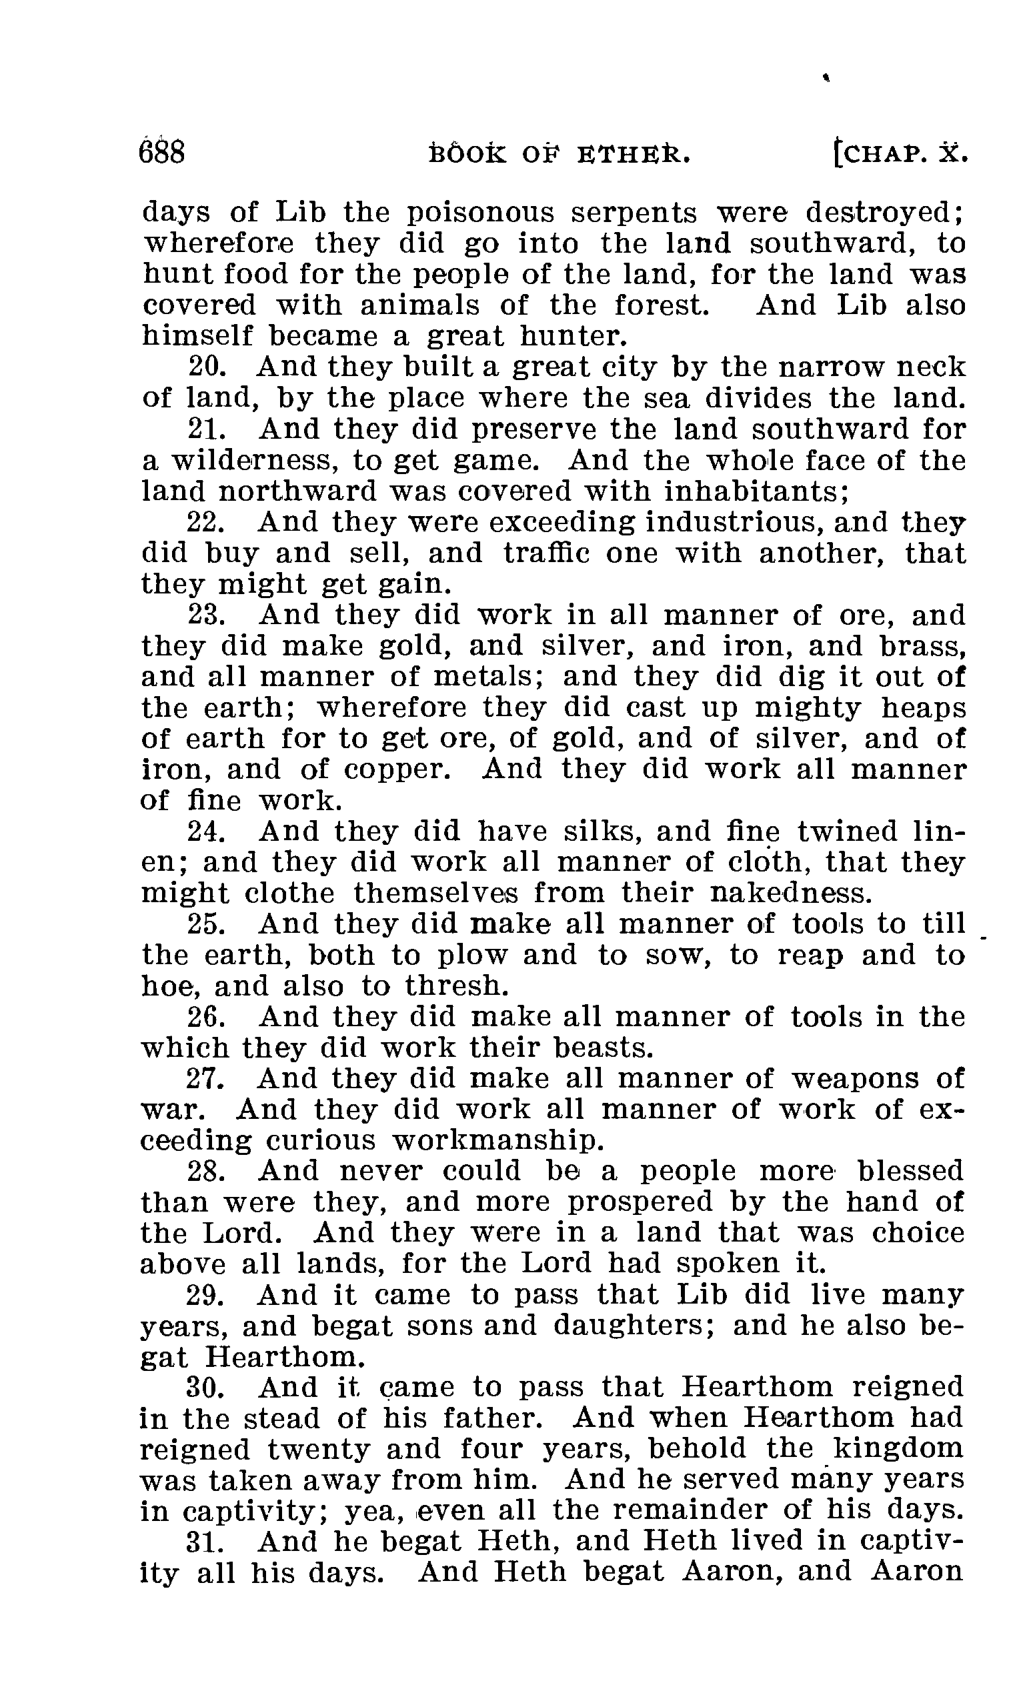 688 BOOK OF ETHER. [CHAP. X.
days of Lib the poisonous serpents were destroyed;
wherefore they did go into the land southward, to
hunt food for the people of the land, for the land was
covered with animals of the forest. And Lib also
himself became a great hunter.
20. And they built a great city by the narrow neck
of land, by the place where the sea divides the land.
21. And they did preserve the land southward for
a wilderness, to get game. And the whole face of the
land northward was covered with inhabitants;
22. And they were exceeding industrious, and they
did buy and sell, and traffic one with another, that
they might get gain.
23. And they did work in all manner of ore, and
they did make gold, and silver, and iron, and brass,
and all manner of metals; and they did dig it out of
the earth; wherefore they did cast up mighty heaps
of earth for to get ore, of gold, and of silver, and of
iron, and of copper. And they did work all manner
of fine work.
24. And they did have silks, and fine twined lin-
en; and they did work all manner of cloth, that they
might clothe themselves from their nakedness.
25. And they did make all manner of tools to till
the earth, both to plow and to sow, to reap and to
hoe, and also to thresh.
26. And they did make all manner of tools in the
which they did work their beasts.
27. And they did make all manner of weapons of
war. And they did work all manner of work of ex-
ceeding curious workmanship.
28. And never could be a people more blessed
than were they, and more prospered by the hand of
the Lord. And they were in a land that was choice
above all lands, for the Lord had spoken it.
29. And it came to pass that Lib did live many
years, and begat sons and daughters; and he also be-
gat Hearthom.
30. And it came to pass that Hearthom reigned
in the stead of his father. And when Hearthom had
reigned twenty and four years, behold the kingdom
was taken away from him. And he served many years
in captivity; yea, even all the remainder of his days.
31. And he begat Heth, and Heth lived in captiv-
ity all his days. And Heth begat Aaron, and Aaron